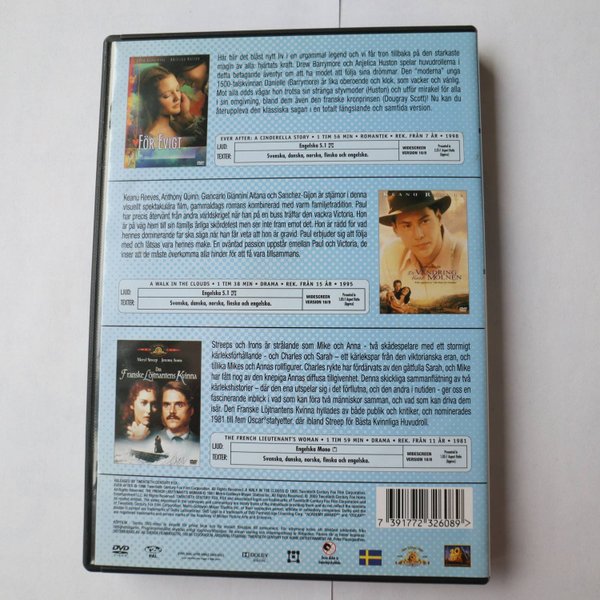 DREW BARRYMORE ANJELICA HUSTON
FÖR EVIGT
Här har det blåst nytt liv i en urgammal legend och vi får tron tillbaka på den starkaste
magin av alla: hjärtats kraft. Drew Barrymore och Anjelica Huston spelar huvudrollerna i
detta betagande äventyr om att ha modet att följa sina drömmar. Den "moderna" unga
1500-talskvinnan Danielle (Barrymore) är lika oberoende och klok, som vacker och vänlig.
Mot alla odds vågar hon trotsa sin stränga styvmoder (Huston) och utför mirakel för alla
i sin omgivning, bland dem även den franske kronprinsen (Dougray Scott)! Nu kan du
återuppleva den klassiska sagan i en totalt fängslande och samtida version.
EVER AFTER: A CINDERELLA STORY • 1 TIM 56 MIN • ROMANTIK • REK. FRÅN 7 ÅR • 1998
LJUD: Engelska 5.1
TEXTER: Svenska, danska, norska, finska och engelska.
WIDESCREEN
VERSION 16/9
Keanu Reeves, Anthony Quinn, Giancarlo Giannini Aitana och Sanchez-Gijon är stjärnor i denna
visuellt spektakulära film, gammaldags romans kombinerad med varm familjetradition. Paul
har precis återvänt från andra världskriget när han på en buss träffar den vackra Victoria. Hon
är på väg hem till sin familjs årliga skördefest men ser inte fram emot det. Hon är rädd för vad
hennes dominerande far ska säga när han får veta att hon är gravid. Paul erbjuder sig att följa
med och låtsas vara hennes make. En oväntad passion uppstår emellan Paul och Victoria, de
inser att de måste överkomma alla hinder för att få vara tillsammans.
KEANU R
En
VANDRING
bland
MOLNEN
A WALK IN THE CLOUDS • 1 TIM 38 MIN • DRAMA • REK. FRÅN 15 ÅR • 1995
LJUD: Engelska 5.1
TEXTER: Svenska, danska, norska, finska och engelska.
WIDESCREEN
VERSION 16/9
Meryl Streep Jeremy Irons
Den
Franske Löjtnantens
Kvinna
Streeps och Irons är strålande som Mike och Anna - två skådespelare med ett stormigt
kärleksförhållande - och Charles och Sarah – ett kärlekspar från den viktorianska eran, och
tillika Mikes och Annas rollfigurer. Charles rykte har fördärvats av den gåtfulla Sarah, och Mike
har fått nog av den knepiga Annas diffusa tillgivenhet. Denna skickliga sammanflätning av två
kärlekshistorier – där den ena utspelar sig i det förflutna, och den andra i nutiden - ger oss en
fascinerande inblick i vad som kan föra två människor samman, och vad som kan driva dem
isär. Den Franske Löjtnantens Kvinna hyllades av både publik och kritiker, och nominerades
1981 till fem Oscar®statyetter, där ibland Streep för Bästa Kvinnliga Huvudroll.
THE FRENCH LIEUTENANT'S WOMAN • 1 TIM 59 MIN • DRAMA • REK. FRÅN 11 ÅR • 1981
LJUD: Engelska Mono
TEXTER: Svenska, danska, norska, finska och engelska.
WIDESCREEN
VERSION 16/9
7 391772 326089
DVD
PAL
DOLBY